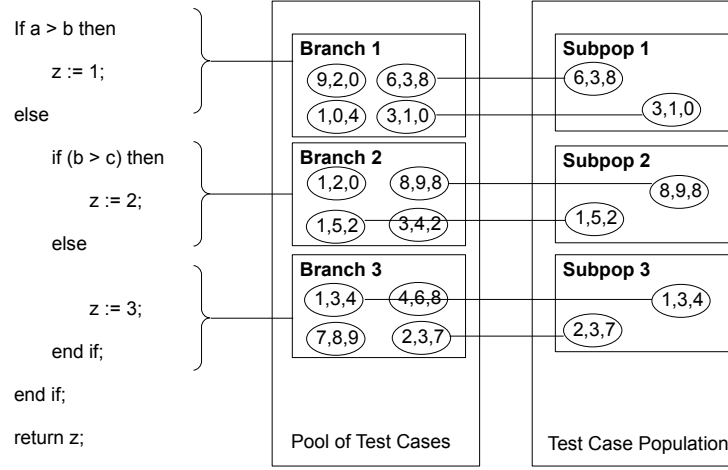 If a > b then
z := 1;
else
if (b > c) then
z := 2;
else
z := 3;
end if;
end if;
return z;
Branch 1
9,2,0 6,3,8
1,0,4 3,1,0
Branch 2
1,2,0 8,9,8
1,5,2 3,4,2
Branch 3
1,3,4 4,6,8
7,8,9 2,3,7
Pool of Test Cases
Subpop 1
6,3,8
3,1,0
Subpop 2
8,9,8
1,5,2
Subpop 3
1,3,4
2,3,7
Test Case Population